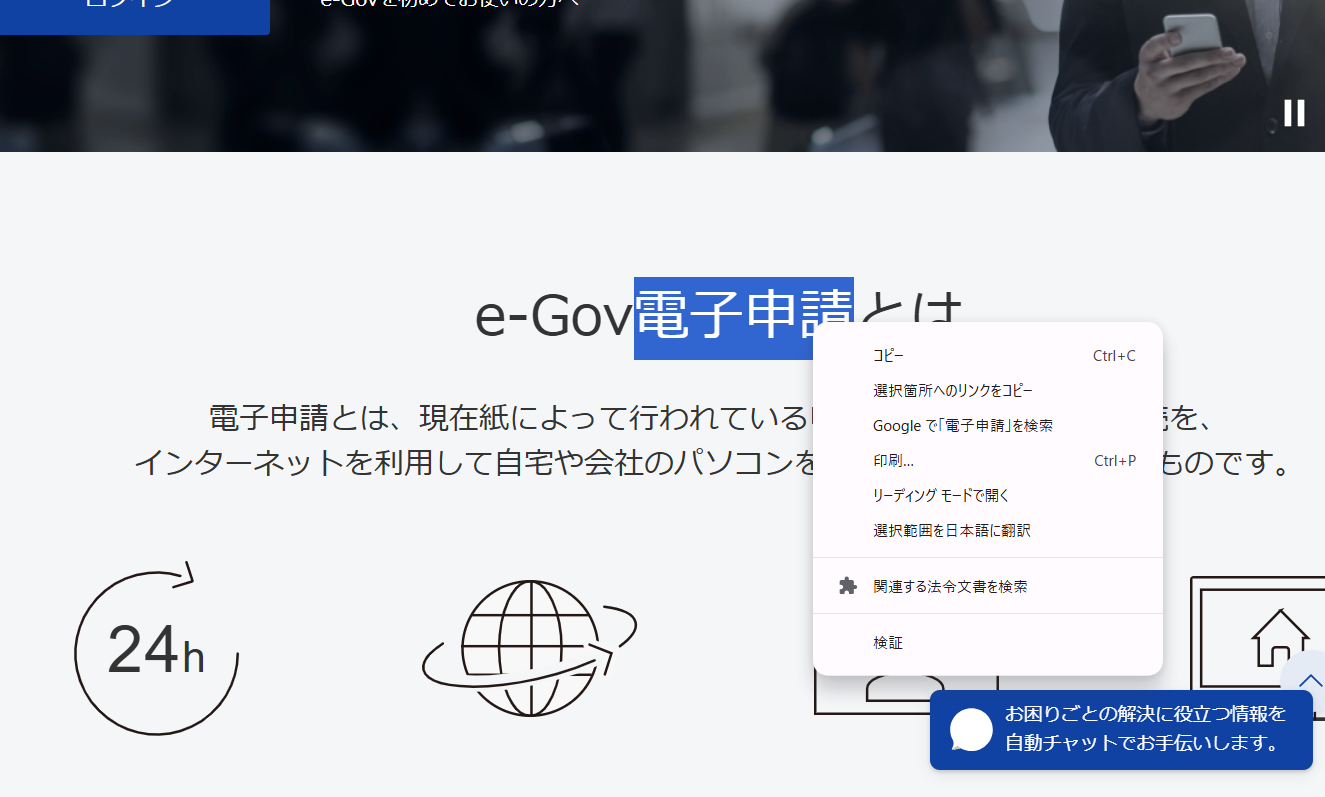 ログイン
e-Govを初めてお使いの方へ
e-Gov電子申請とは
電子申請とは、現在紙によって行われている
を、
インターネットを利用して自宅や会社のパソコンを
ものです。
コピー Ctrl+C
選択箇所へのリンクをコピー
Google で「電子申請」を検索
印刷... Ctrl+P
リーディング モードで開く
選択範囲を日本語に翻訳
関連する法令文書を検索
検証
24h
お困りごとの解決に役立つ情報を
自動チャットでお手伝いします。